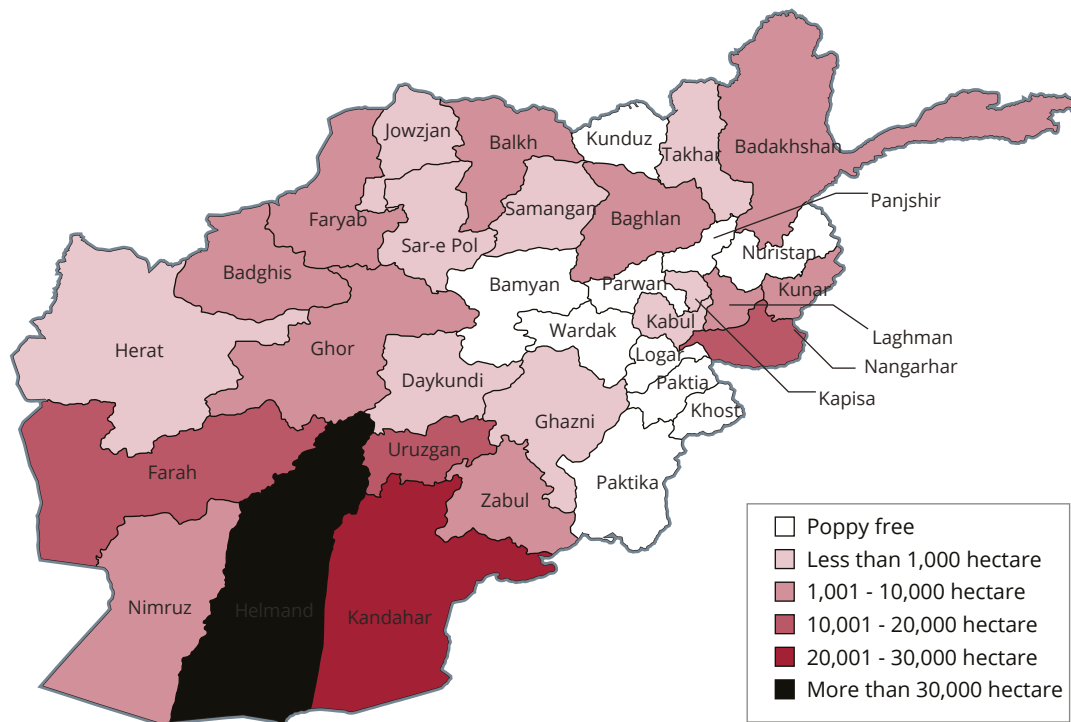 Jowzjan
Balkh
Kunduz
Takhar
Badakhshan
Panjshir
Faryab
Samangan
Baghlan
Sar-e Pol
Nuristan
Badghis
Bamyan
Parwan
Kunar
Herat
Ghor
Wardak
Kabul
Laghman
Logar
Nangarhar
Daykundi
Paktia
Kapisa
Ghazni
Khost
Farah
Uruzgan
Zabul
Paktika
Nimruz
Helmand
Kandahar
Poppy free
Less than 1,000 hectare
1,001 - 10,000 hectare
10,001 - 20,000 hectare
20,001 - 30,000 hectare
More than 30,000 hectare